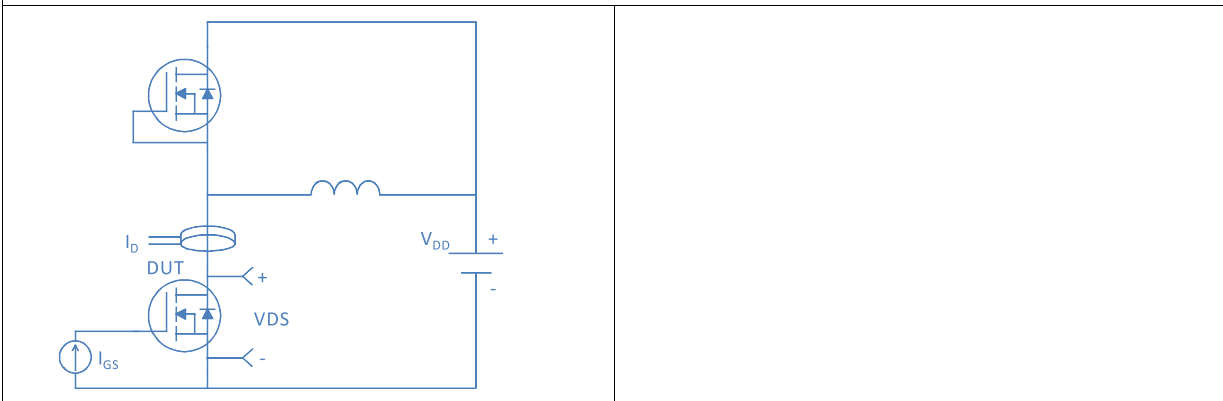 I_D
DUT
+
VDS
-
I_GS
V_DD
+
-